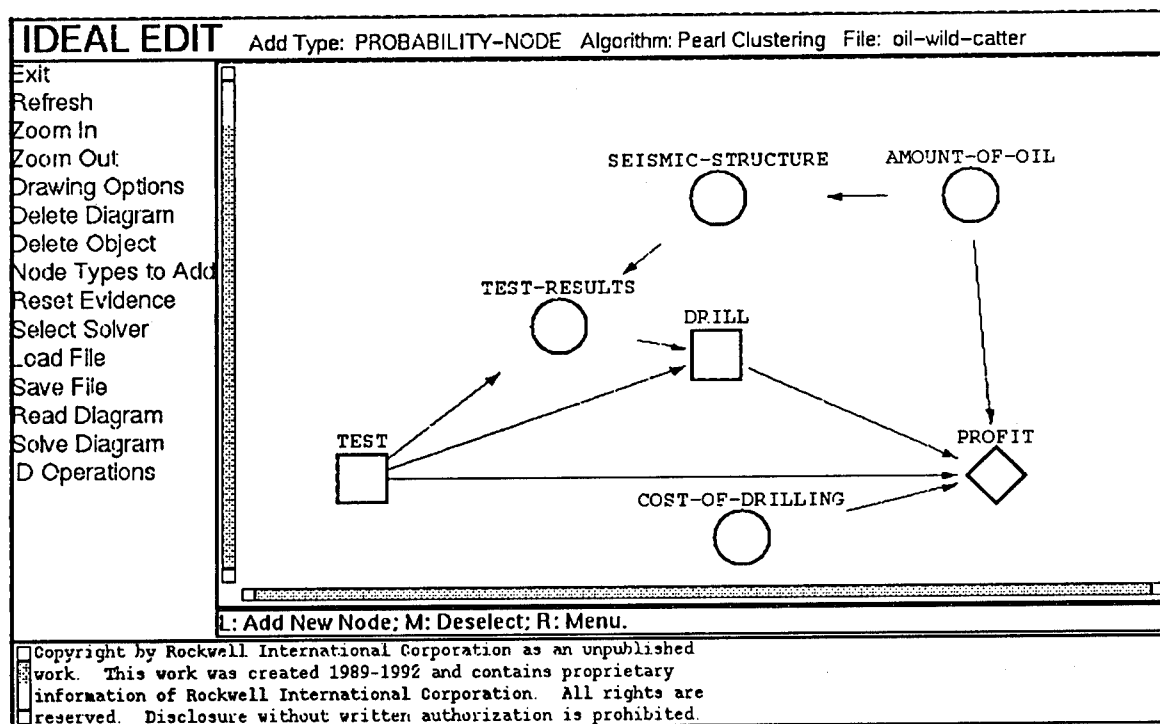 IDEAL EDIT Add Type: PROBABILITY-NODE Algorithm: Pearl Clustering File: oil-wild-catter
Exit
Refresh
Zoom In
Zoom Out
Drawing Options
Delete Diagram
Delete Object
Node Types to Add
Reset Evidence
Select Solver
Load File
Save File
Read Diagram
Solve Diagram
ID Operations
SEISMIC-STRUCTURE AMOUNT-OF-OIL
TEST-RESULTS
DRILL
TEST
PROFIT
COST-OF-DRILLING
L: Add New Node; M: Deselect; R: Menu.
Copyright by Rockwell International Corporation as an unpublished
work. This work was created 1989-1992 and contains proprietary
information of Rockwell International Corporation. All rights are
reserved. Disclosure without written authorization is prohibited.